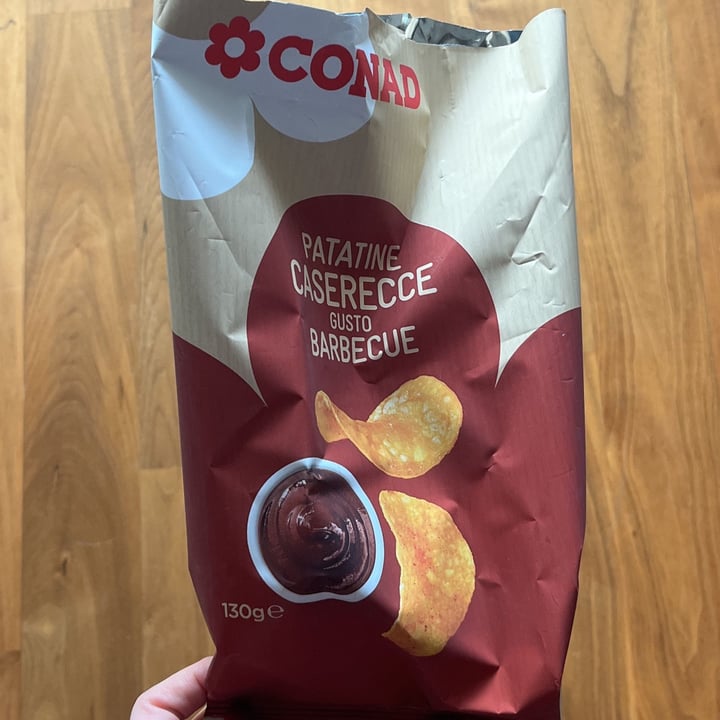 CONAD
PATATINE
CASERECCE
GUSTO
BARBECUE
130g ℮